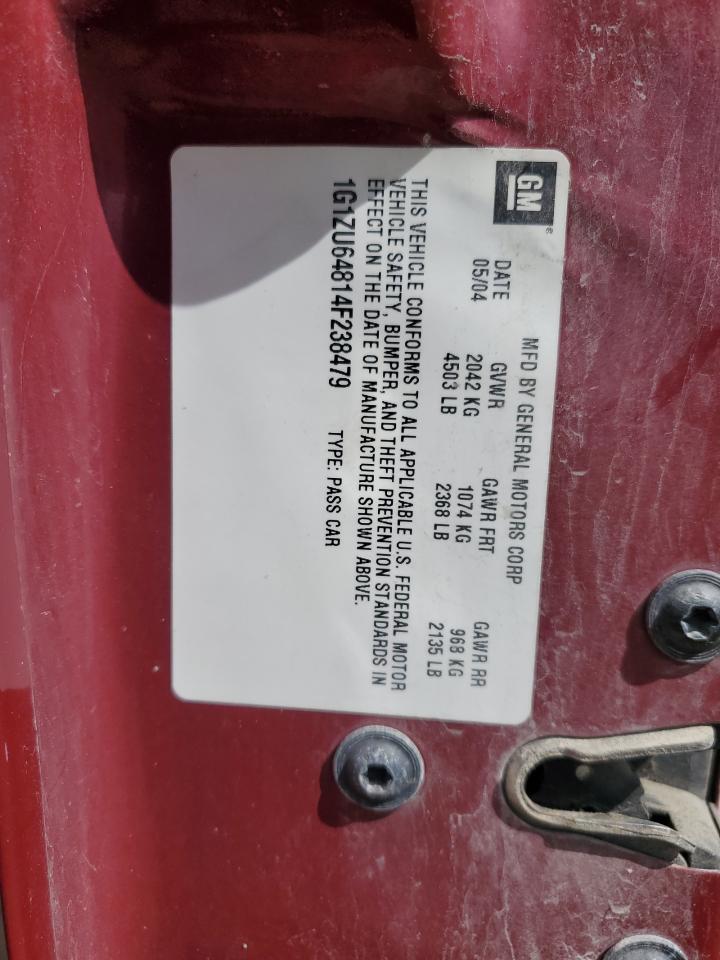 GM
MFD BY GENERAL MOTORS CORP
DATE GVWR GAWR FRT GAWR RR
05/04 2042 KG 1074 KG 968 KG
4503 LB 2368 LB 2135 LB
THIS VEHICLE CONFORMS TO ALL APPLICABLE U.S. FEDERAL MOTOR
VEHICLE SAFETY, BUMPER, AND THEFT PREVENTION STANDARDS IN
EFFECT ON THE DATE OF MANUFACTURE SHOWN ABOVE.
1G1ZU64814F238479 TYPE: PASS CAR